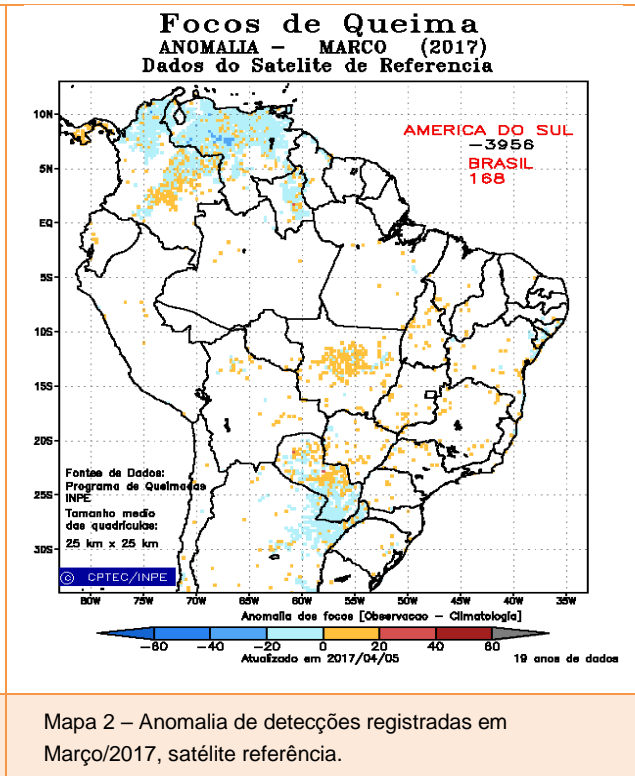 Focos de Queima
ANOMALIA – MARCO (2017)
Dados do Satelite de Referencia
AMERICA DO SUL
-3956
BRASIL
168
10N
5N
EQ
5S
10S
15S
20S
25S
30S
Fontes de Dados:
Programa de Queimadas
INPE
Tamanho medio
das quadriculas:
25 km x 25 km
© CPTEC/INPE
80W 75W 70W 65W 60W 55W 50W 45W 40W 35W
Anomalia dos focos [Observacao – Climatologia]
-60 -40 -20 0 20 40 60
Atualizado em 2017/04/05
19 anos de dados
Mapa 2 – Anomalia de detecções registradas em
Março/2017, satélite referência.